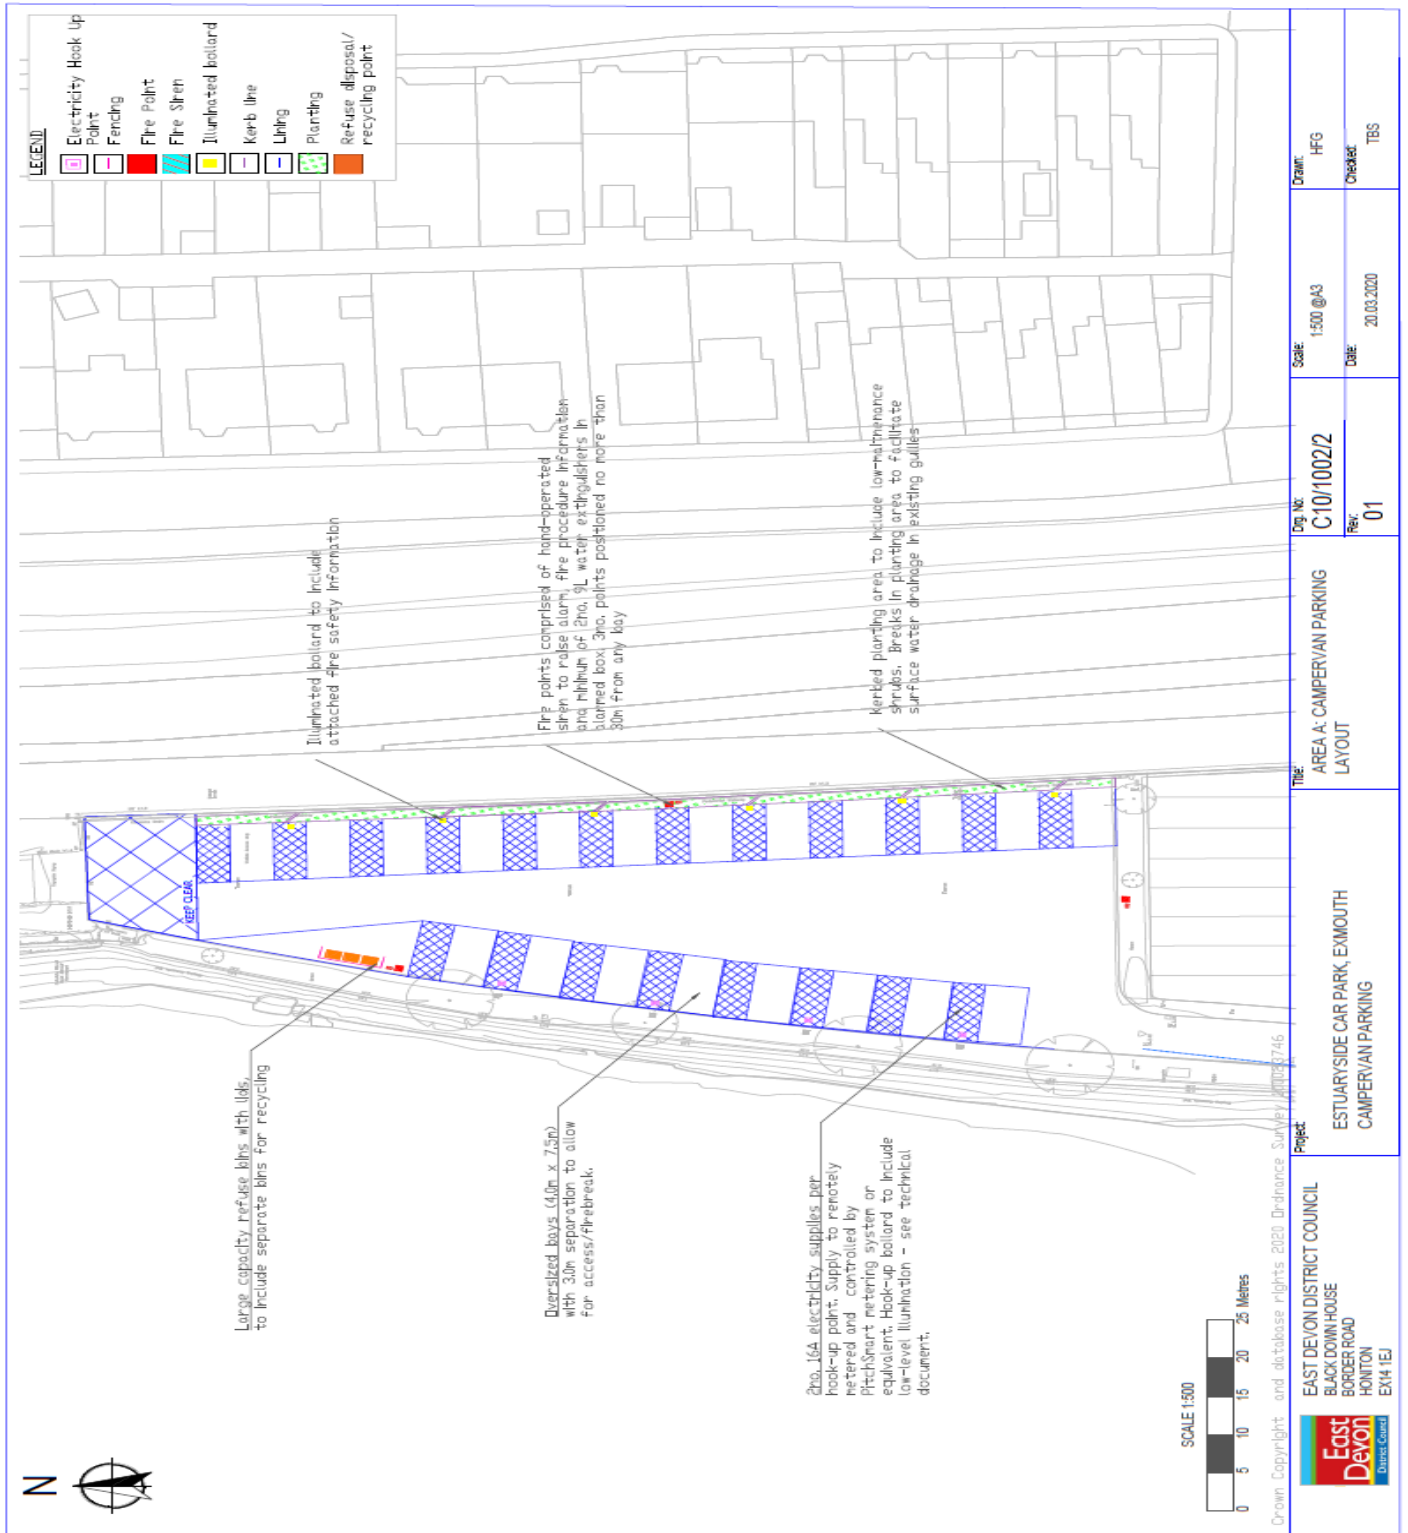 N
LEGEND
Electricity Hook Up
Point
Fencing
Fire Point
Fire Siren
Illuminated bollard
Kerb line
Lining
Planting
Refuse disposal/
recycling point
Illuminated bollard to include
attached fire safety information
Fire points comprised of hand-operated
siren to raise alarm, fire procedure information
and minimum of 2no. 9L water extinguishers in
alarmed box. 3no. points positioned no more than
30m from any bay
Kerbed planting area to include low-maitnenance
shrubs. Breaks in planting area to facilitate
surface water drainage in existing gullies
KEEP CLEAR
Large capacity refuse bins with lids,
to include separate bins for recycling
Oversized bays (4.0m x 7.5m)
with 3.0m separation to allow
for access/firebreak.
2no. 16A electricity supplies per
hook-up point. Supply to remotely
metered and controlled by
PitchSmart metering system or
equivalent. Hook-up bollard to include
low-level illumination - see technical
document.
SCALE 1:500
0 5 10 15 20 25 Metres
Crown Copyright and database rights 2020 Ordnance Survey
East
Devon
District Council
EAST DEVON DISTRICT COUNCIL
BLACK DOWN HOUSE
BORDER ROAD
HONITON
EX14 1EJ
Project:
ESTUARYSIDE CAR PARK, EXMOUTH
CAMPERVAN PARKING
Title:
AREA A: CAMPERVAN PARKING
LAYOUT
Drg. No:
C10/1002/2
Rev:
01
Scale:
1:500 @A3
Date:
20.03.2020
Drawn:
HFG
Checked:
TBS